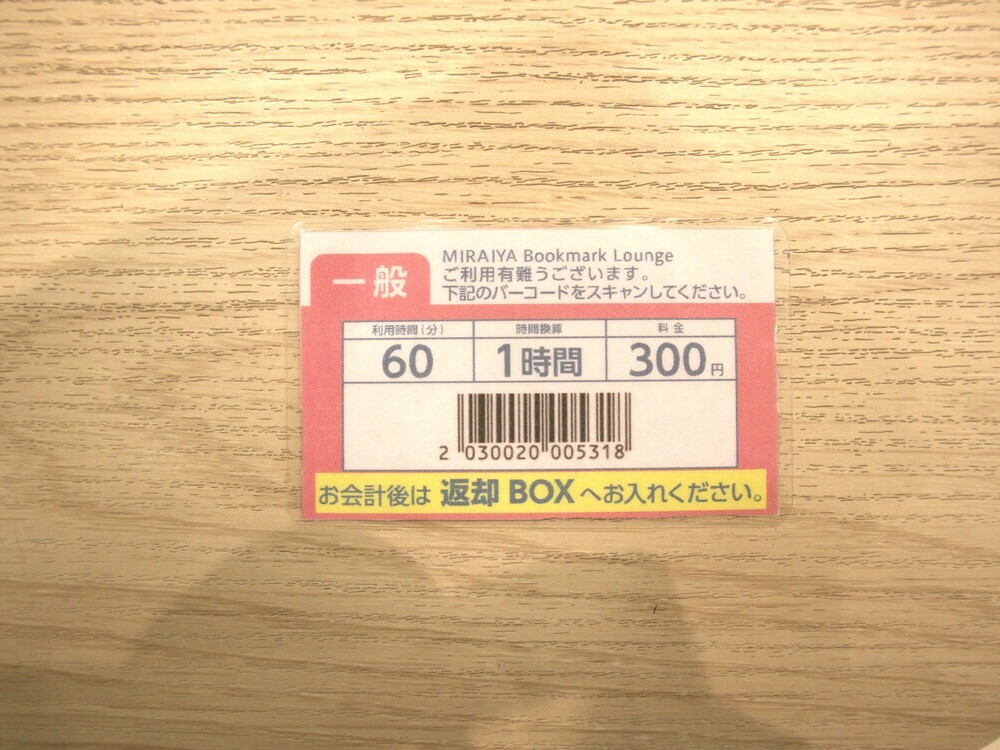 一般
MIRAIYA Bookmark Lounge
ご利用有難うございます。
下記のバーコードをスキャンしてください。
利用時間(分) 時間換算 料金
60 1時間 300円
2 030020 005318
お会計後は 返却 BOX へお入れください。